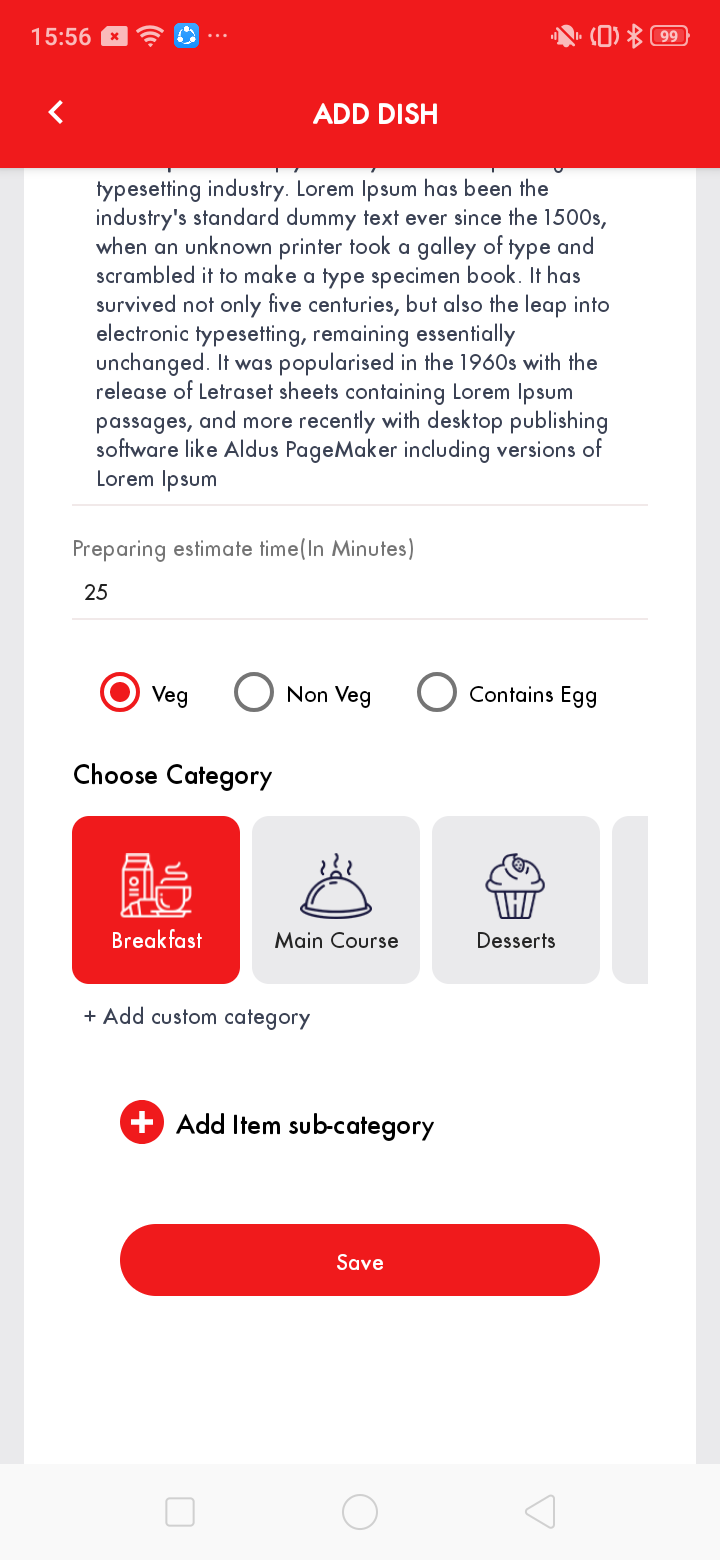 15:56
99
ADD DISH
typesetting industry. Lorem Ipsum has been the
industry's standard dummy text ever since the 1500s,
when an unknown printer took a galley of type and
scrambled it to make a type specimen book. It has
survived not only five centuries, but also the leap into
electronic typesetting, remaining essentially
unchanged. It was popularised in the 1960s with the
release of Letraset sheets containing Lorem Ipsum
passages, and more recently with desktop publishing
software like Aldus PageMaker including versions of
Lorem Ipsum
Preparing estimate time(In Minutes)
25
Veg
Non Veg
Contains Egg
Choose Category
Breakfast
Main Course
Desserts
+ Add custom category
Add Item sub-category
Save